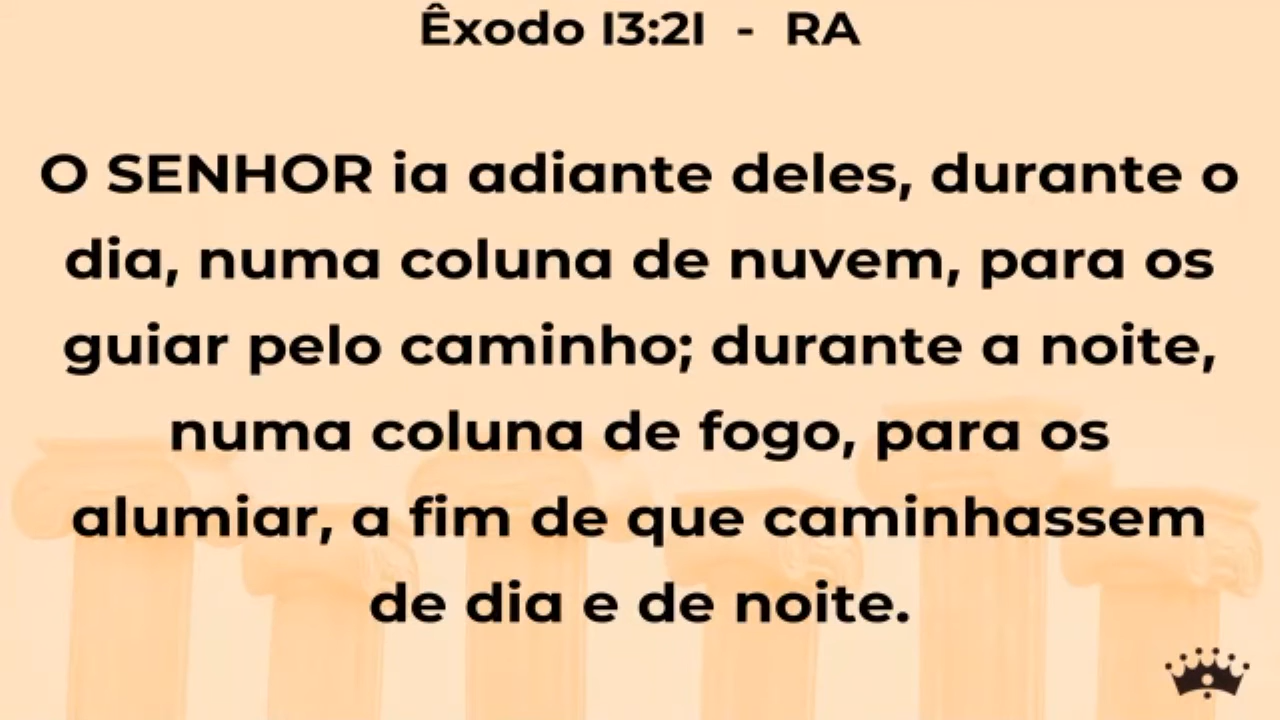 Êxodo 13:21 - RA
O SENHOR ia adiante deles, durante o
dia, numa coluna de nuvem, para os
guiar pelo caminho; durante a noite,
numa coluna de fogo, para os
alumiar, a fim de que caminhassem
de dia e de noite.